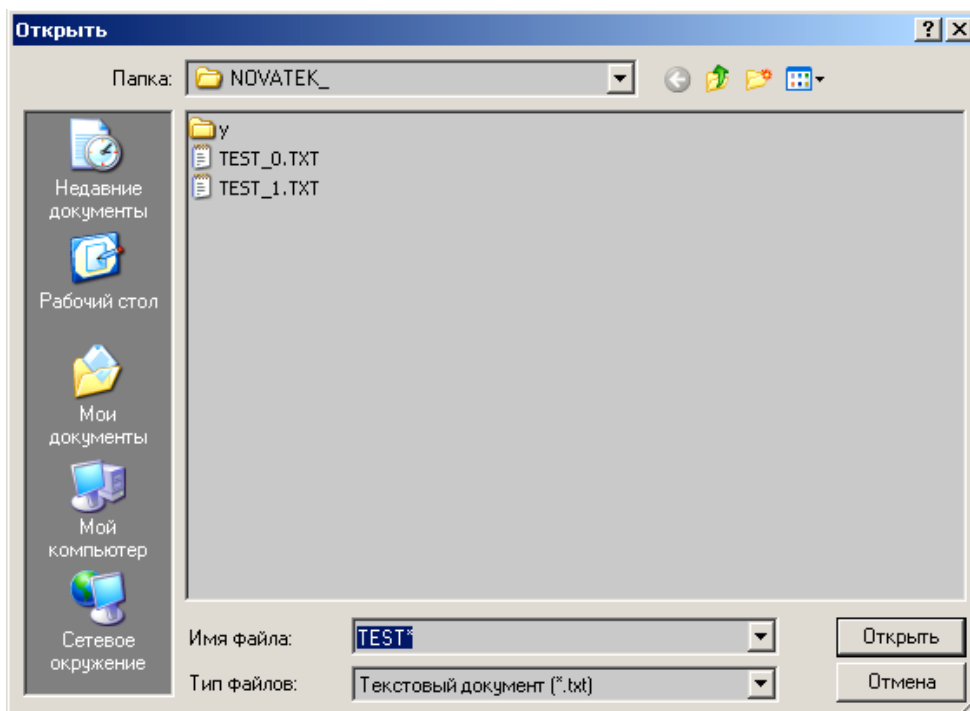 Открыть
Папка:
NOVATEK_
Недавние
документы
Рабочий стол
Мои
документы
Мой
компьютер
Сетевое
окружение
y
TEST_0.TXT
TEST_1.TXT
Имя файла:
TEST*
Открыть
Тип файлов:
Текстовый документ (*.txt)
Отмена